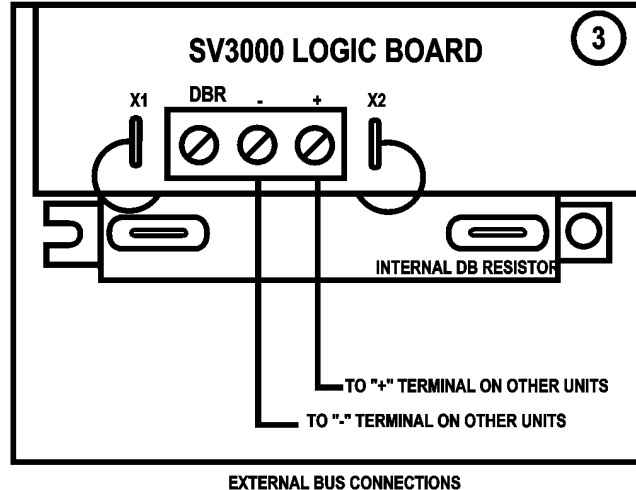 3
SV3000 LOGIC BOARD
X1 DBR - + X2
INTERNAL DB RESISTOR
TO "+" TERMINAL ON OTHER UNITS
TO "-" TERMINAL ON OTHER UNITS
EXTERNAL BUS CONNECTIONS